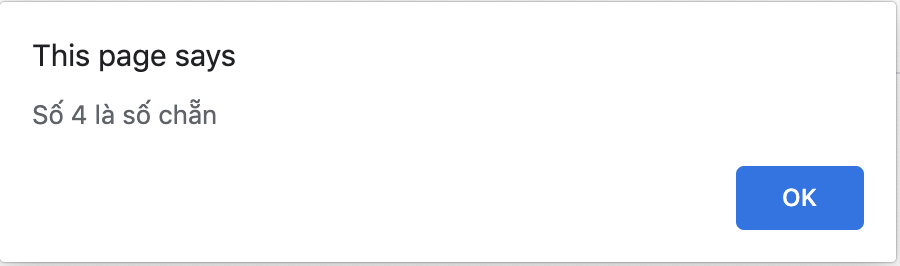 This page says
Số 4 là số chẵn
OK